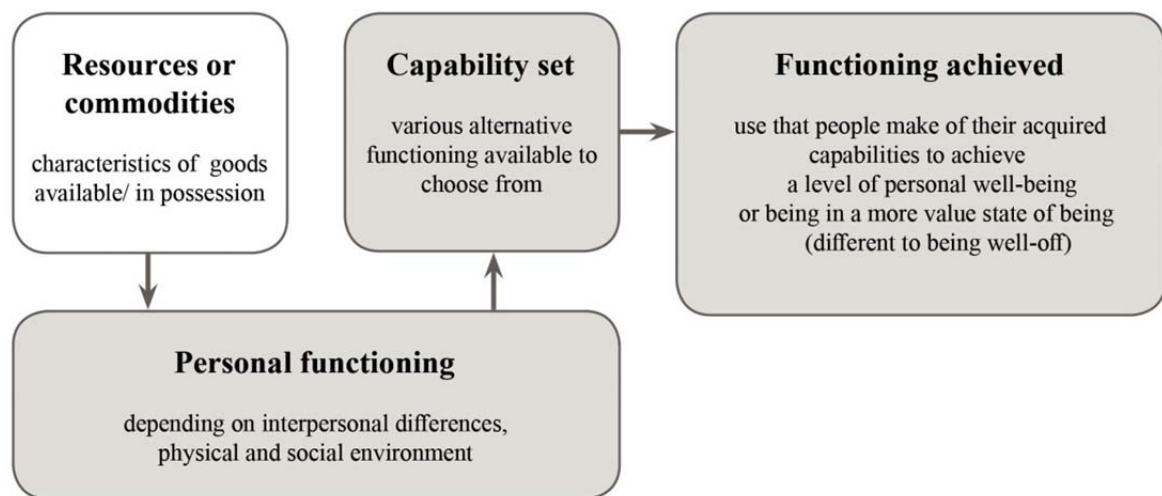 Resources or
commodities
characteristics of goods
available/ in possession
Personal functioning
depending on interpersonal differences,
physical and social environment
Capability set
various alternative
functioning available to
choose from
Functioning achieved
use that people make of their acquired
capabilities to achieve
a level of personal well-being
or being in a more value state of being
(different to being well-off)